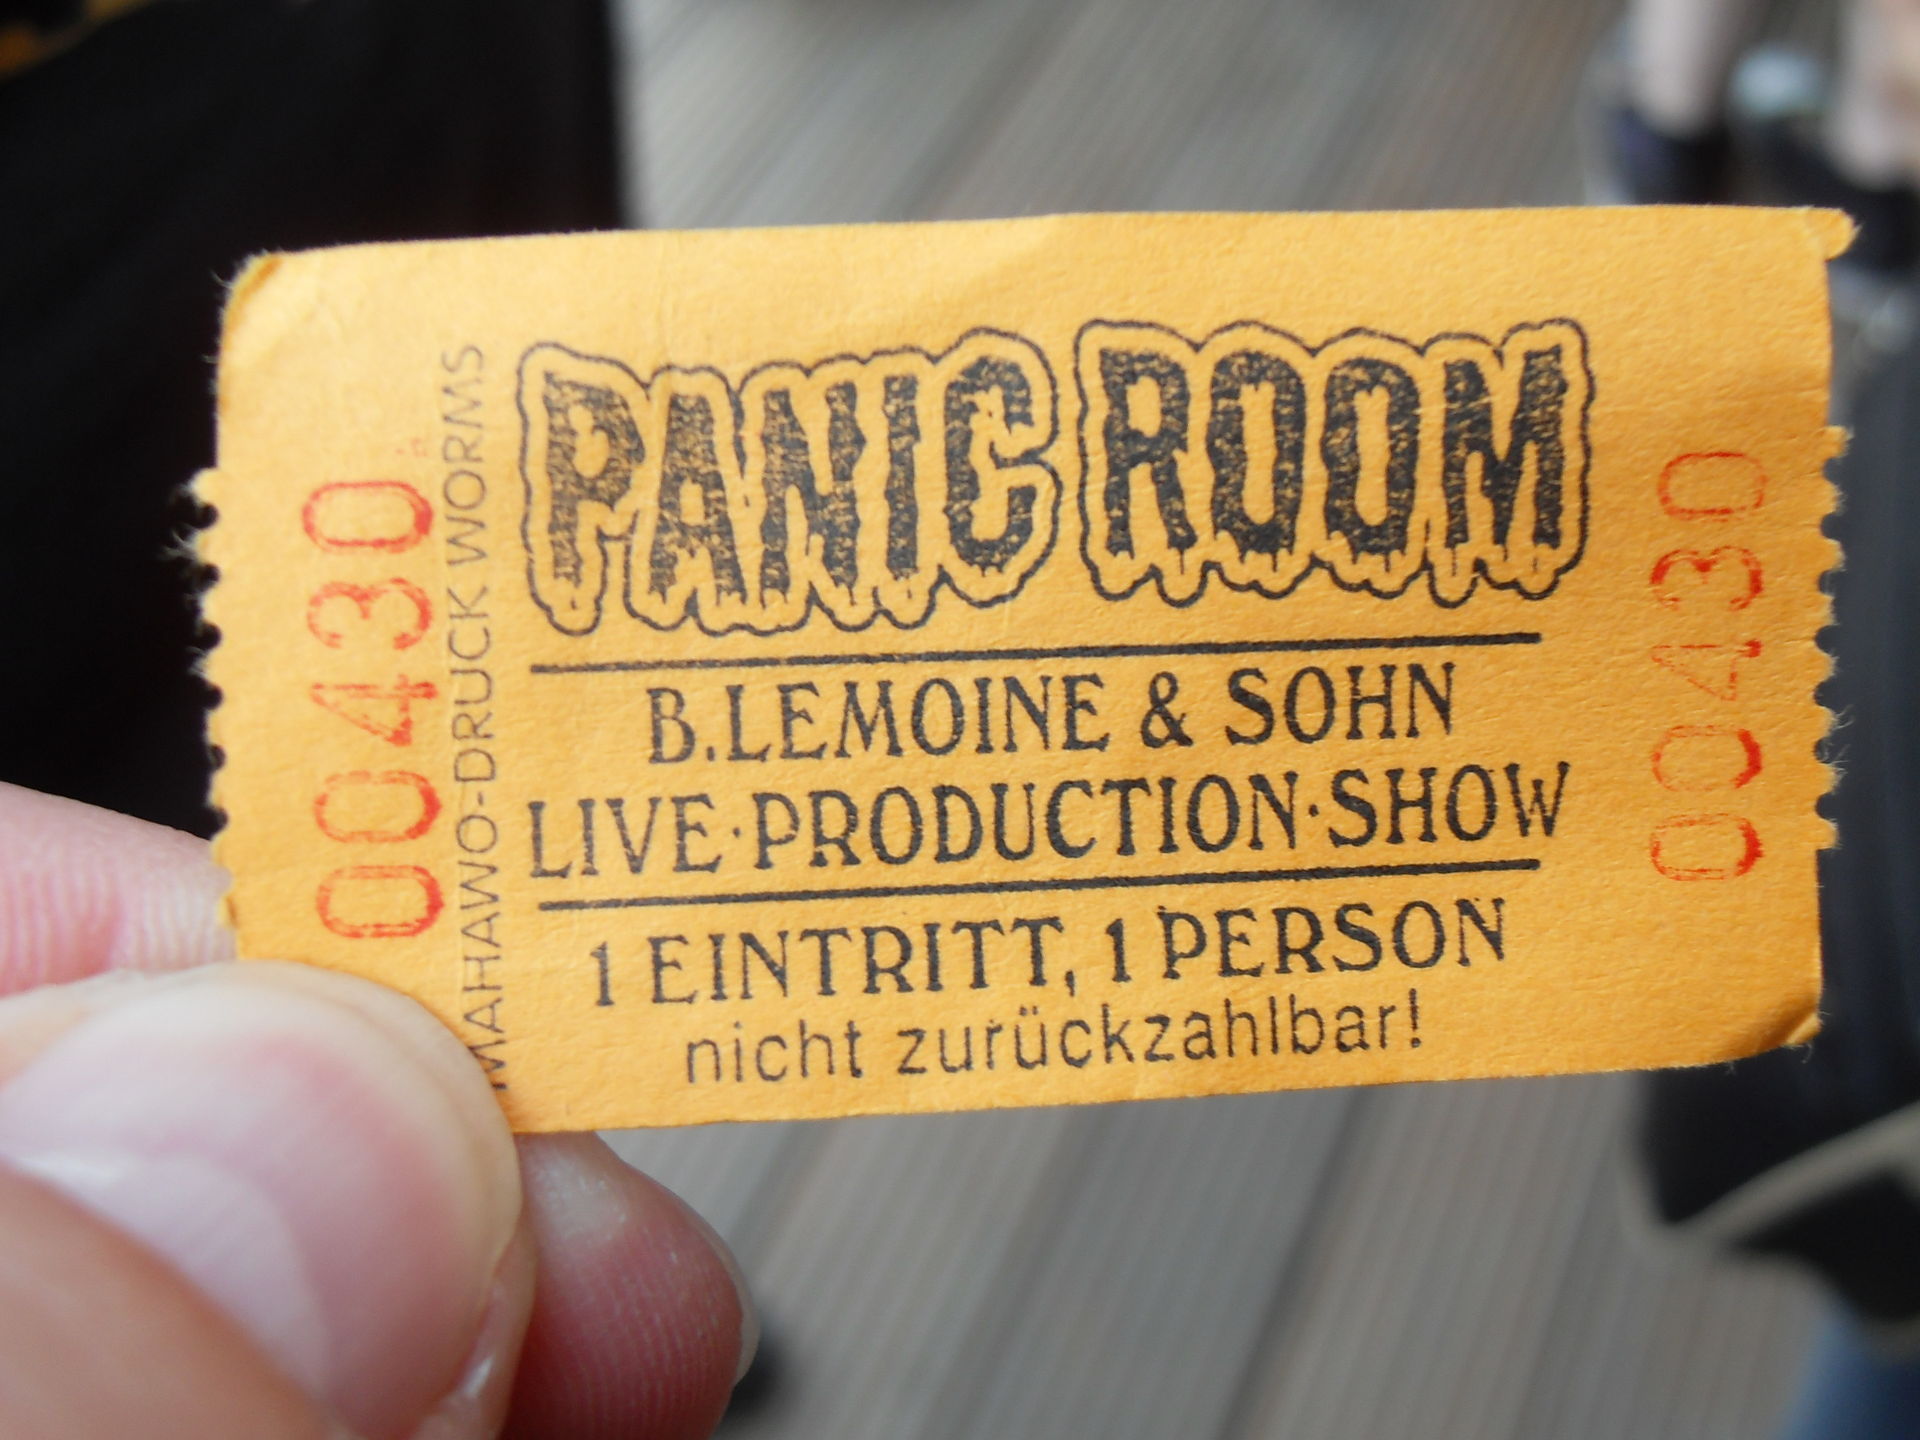 00430
MAHAWO-DRUCK WORMS
PANIC ROOM
B.LEMOINE & SOHN
LIVE·PRODUCTION·SHOW
1 EINTRITT, 1 PERSON
nicht zurückzahlbar!
00430